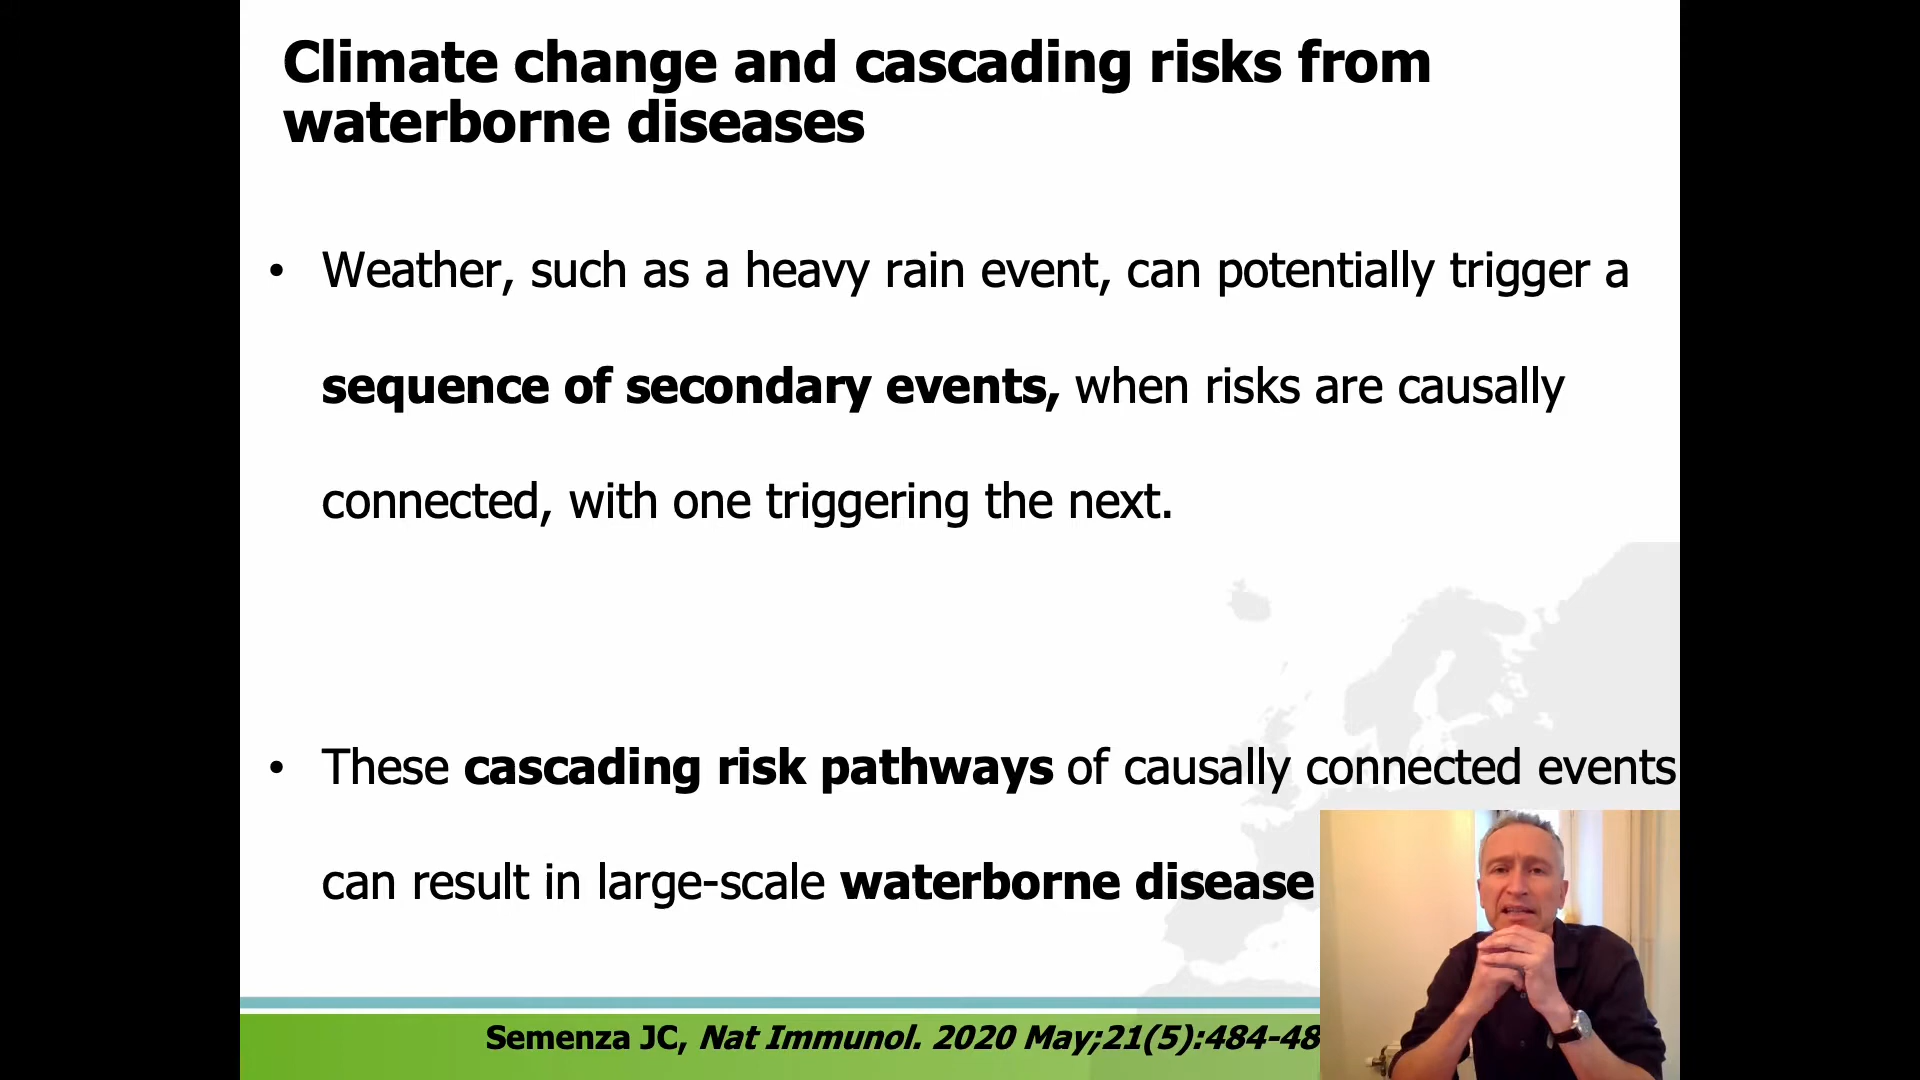 Climate change and cascading risks from
waterborne diseases
• Weather, such as a heavy rain event, can potentially trigger a
sequence of secondary events, when risks are causally
connected, with one triggering the next.
• These cascading risk pathways of causally connected events
can result in large-scale waterborne disease
Semenza JC, Nat Immunol. 2020 May;21(5):484-48